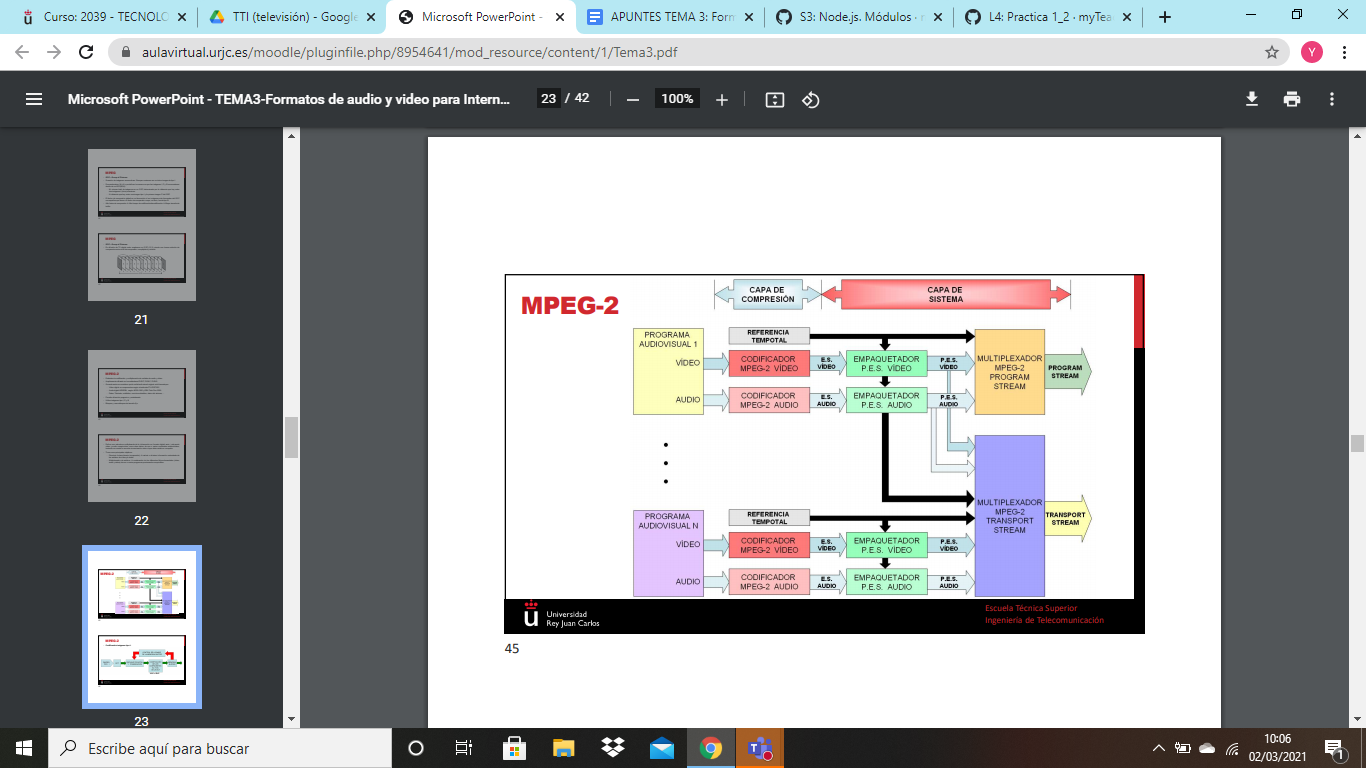 Curso: 2039 - TECNOLO
TTI (televisión) - Google
Microsoft PowerPoint -
APUNTES TEMA 3: Form
S3: Node.js. Módulos · m
L4: Practica 1_2 · myTea
aulavirtual.urjc.es/moodle/pluginfile.php/8954641/mod_resource/content/1/Tema3.pdf
Y
Microsoft PowerPoint - TEMA3-Formatos de audio y video para Intern...
23 / 42
100%
21
22
23
MPEG-2
CAPA DE
COMPRESIÓN
CAPA DE
SISTEMA
PROGRAMA
AUDIOVISUAL 1
VÍDEO
AUDIO
REFERENCIA
TEMPOTAL
CODIFICADOR
MPEG-2 VÍDEO
E.S.
VÍDEO
EMPAQUETADOR
P.E.S. VÍDEO
P.E.S.
VÍDEO
CODIFICADOR
MPEG-2 AUDIO
E.S.
AUDIO
EMPAQUETADOR
P.E.S. AUDIO
P.E.S.
AUDIO
MULTIPLEXADOR
MPEG-2
PROGRAM
STREAM
PROGRAM
STREAM
MULTIPLEXADOR
MPEG-2
TRANSPORT
STREAM
TRANSPORT
STREAM
PROGRAMA
AUDIOVISUAL N
VÍDEO
AUDIO
REFERENCIA
TEMPOTAL
CODIFICADOR
MPEG-2 VÍDEO
E.S.
VÍDEO
EMPAQUETADOR
P.E.S. VÍDEO
P.E.S.
VÍDEO
CODIFICADOR
MPEG-2 AUDIO
E.S.
AUDIO
EMPAQUETADOR
P.E.S. AUDIO
P.E.S.
AUDIO
u
Universidad
Rey Juan Carlos
Escuela Técnica Superior
Ingeniería de Telecomunicación
45
Escribe aquí para buscar
10:06
02/03/2021
1